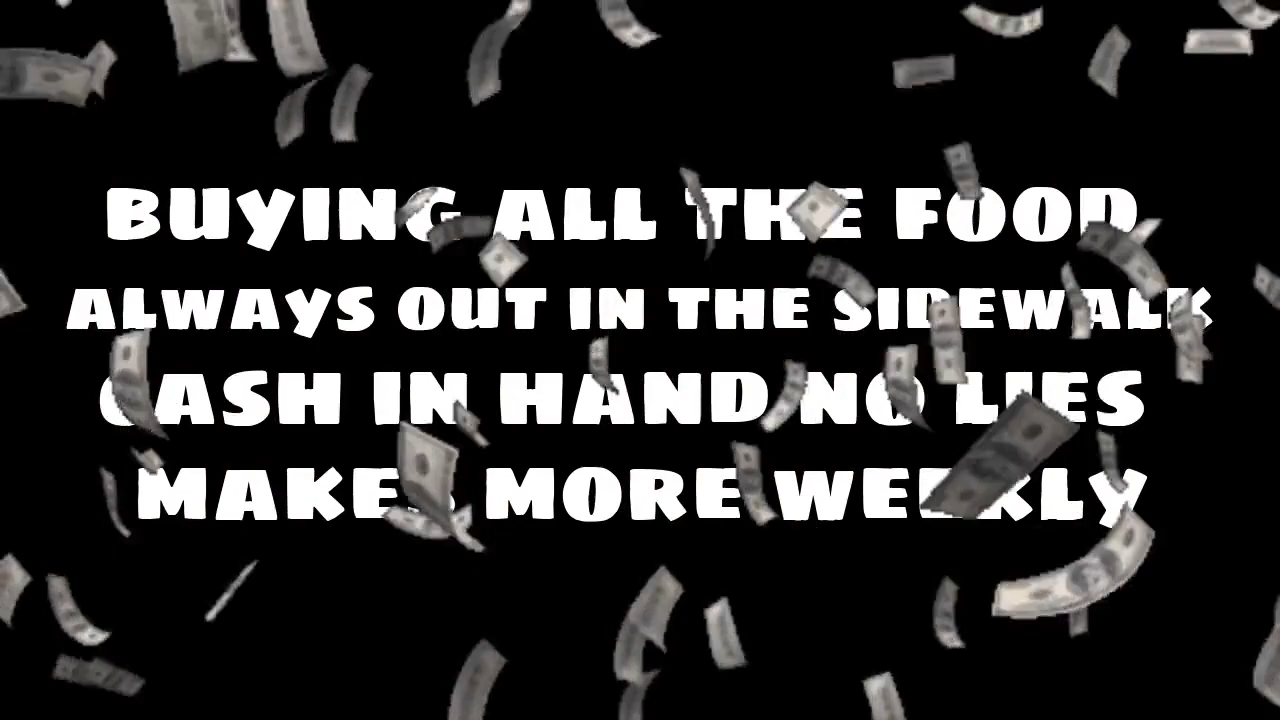 BUYING ALL THE FOOD
ALWAYS OUT IN THE SIDEWALK
CASH IN HAND NO LIES
MAKES MORE WEEKLY